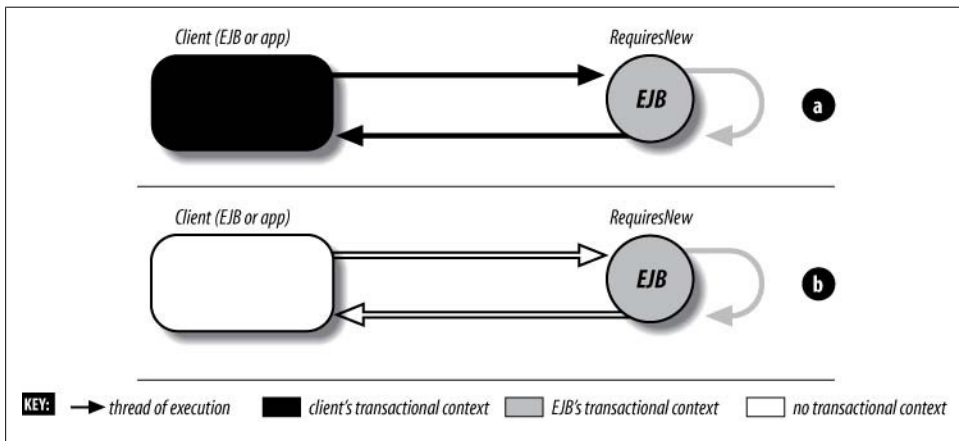 Client (EJB or app)
RequiresNew
EJB
a
Client (EJB or app)
RequiresNew
EJB
b
KEY: thread of execution client's transactional context EJB's transactional context no transactional context